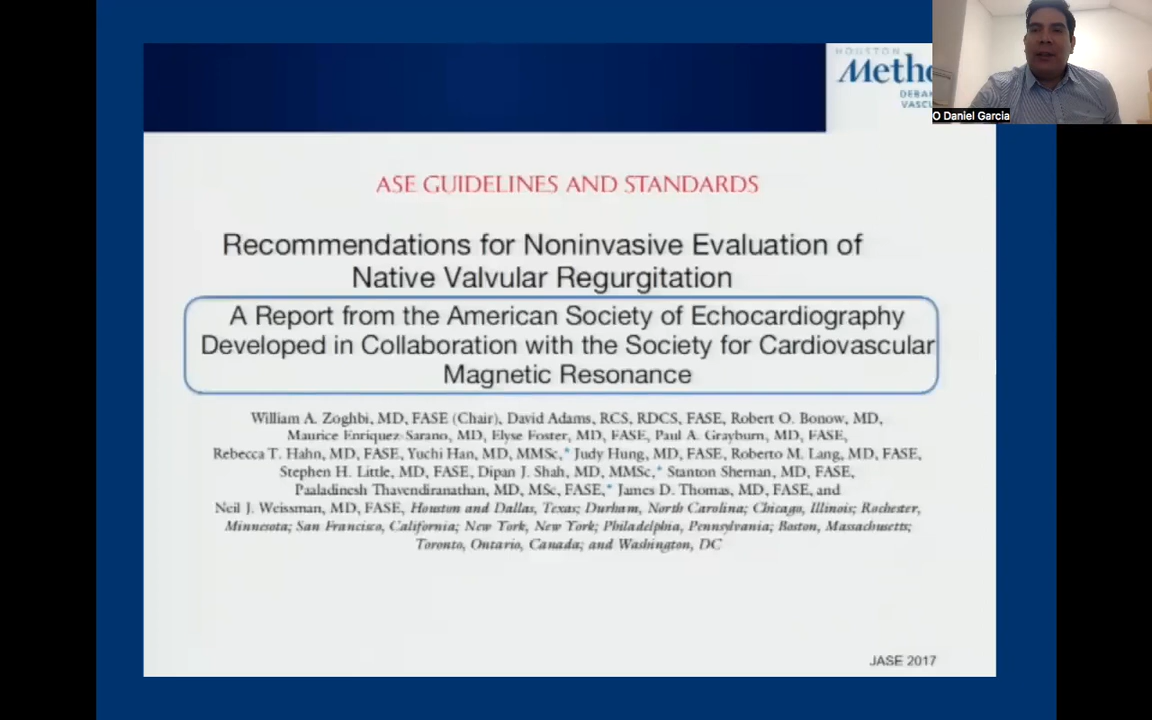 HOUSTON
Meth
DEBA
VASCU
O Daniel Garcia
ASE GUIDELINES AND STANDARDS
Recommendations for Noninvasive Evaluation of
Native Valvular Regurgitation
A Report from the American Society of Echocardiography
Developed in Collaboration with the Society for Cardiovascular
Magnetic Resonance
William A. Zoghbi, MD, FASE (Chair), David Adams, RCS, RDCS, FASE, Robert O. Bonow, MD,
Maurice Enriquez-Sarano, MD, Elyse Foster, MD, FASE, Paul A. Grayburn, MD, FASE,
Rebecca T. Hahn, MD, FASE, Yuchi Han, MD, MMSc,* Judy Hung, MD, FASE, Roberto M. Lang, MD, FASE,
Stephen H. Little, MD, FASE, Dipan J. Shah, MD, MMSc,* Stanton Shernan, MD, FASE,
Paaladinesh Thavendiranathan, MD, MSc, FASE,* James D. Thomas, MD, FASE, and
Neil J. Weissman, MD, FASE, Houston and Dallas, Texas; Durham, North Carolina; Chicago, Illinois; Rochester,
Minnesota; San Francisco, California; New York, New York; Philadelphia, Pennsylvania; Boston, Massachusetts;
Toronto, Ontario, Canada; and Washington, DC
JASE 2017